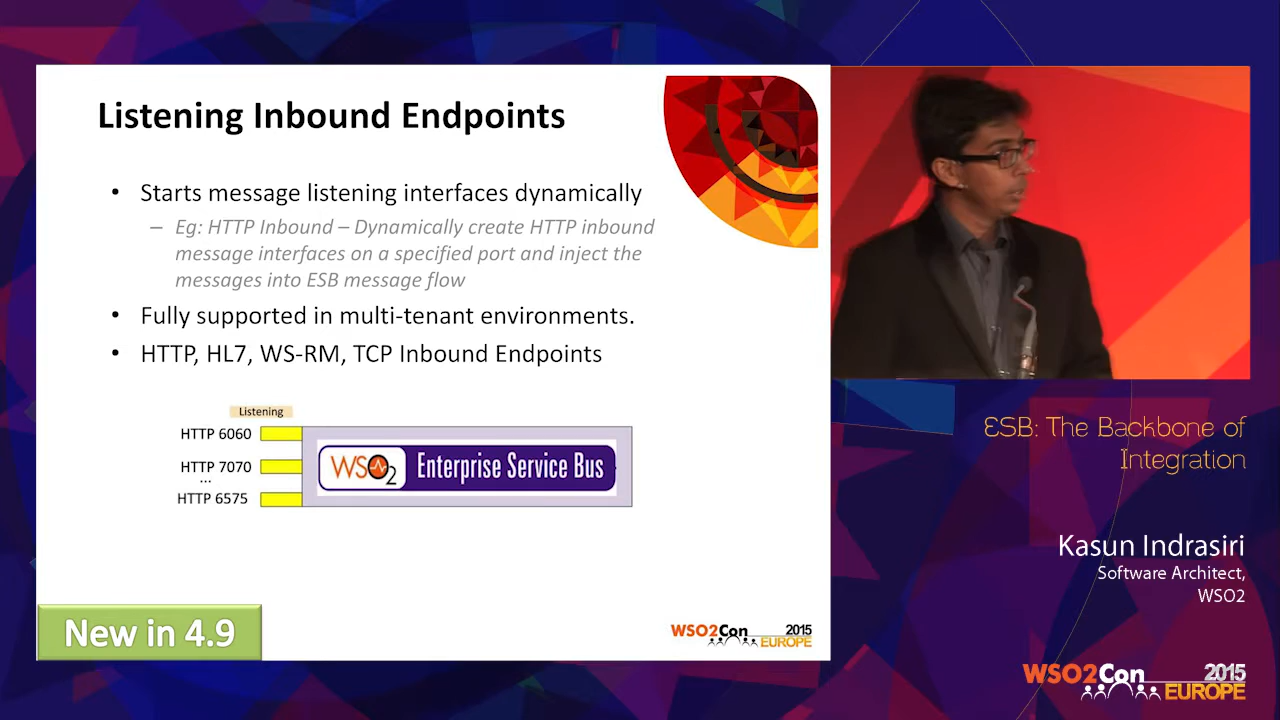 Listening Inbound Endpoints
• Starts message listening interfaces dynamically
– Eg: HTTP Inbound – Dynamically create HTTP inbound
message interfaces on a specified port and inject the
messages into ESB message flow
• Fully supported in multi-tenant environments.
• HTTP, HL7, WS-RM, TCP Inbound Endpoints
Listening
HTTP 6060
HTTP 7070
...
HTTP 6575
WSO2 Enterprise Service Bus
New in 4.9
WSO2Con 2015
EUROPE
ESB: The Backbone of
Integration
Kasun Indrasiri
Software Architect,
WSO2
WSO2Con 2015
EUROPE